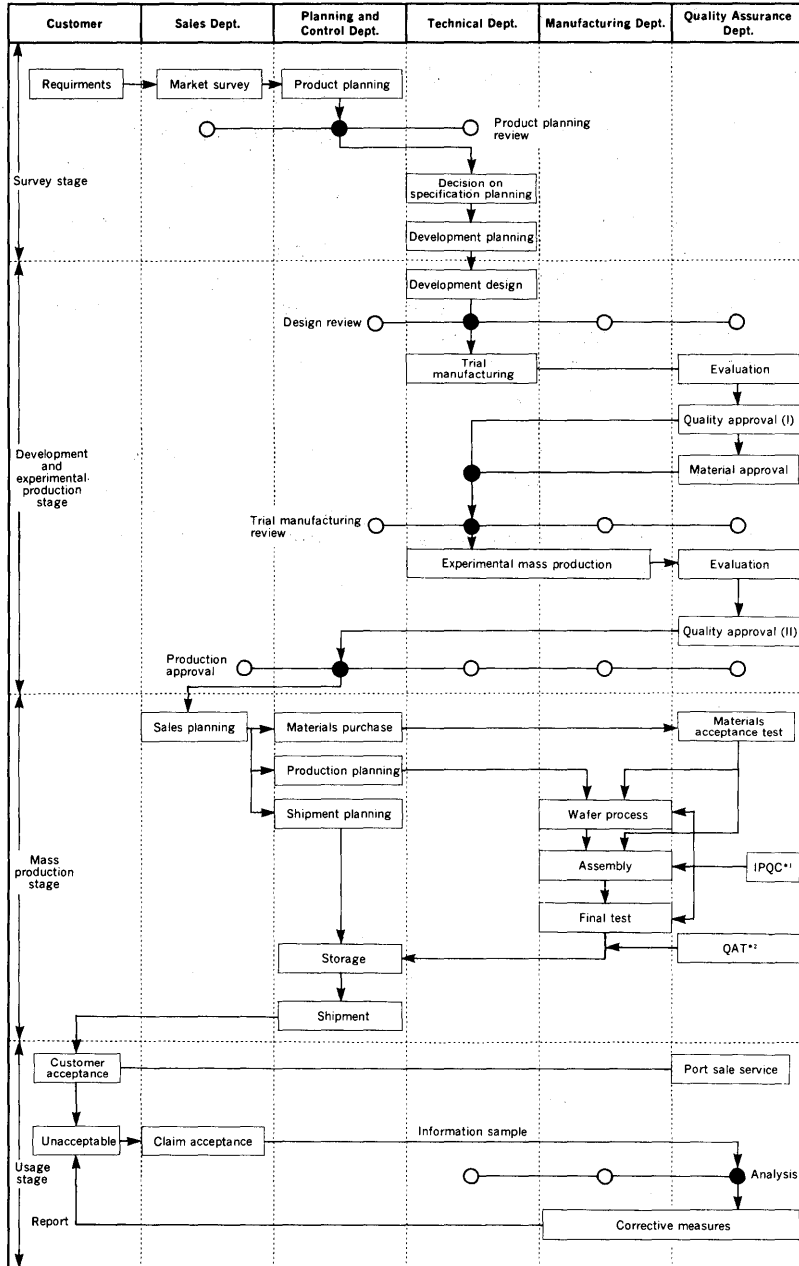 Customer
Sales Dept.
Planning and
Control Dept.
Technical Dept.
Manufacturing Dept.
Quality Assurance
Dept.
Requirments
Market survey
Product planning
Product planning
review
Survey stage
Decision on
specification planning
Development planning
Development design
Design review
Trial
manufacturing
Evaluation
Quality approval (I)
Development
and
experimental
production
stage
Material approval
Trial manufacturing
review
Experimental mass production
Evaluation
Quality approval (II)
Production
approval
Sales planning
Materials purchase
Materials
acceptance test
Production planning
Shipment planning
Wafer process
Mass
production
stage
Assembly
IPQC*1
Final test
QAT*2
Storage
Shipment
Customer
acceptance
Port sale service
Unacceptable
Claim acceptance
Information sample
Usage
stage
Analysis
Report
Corrective measures